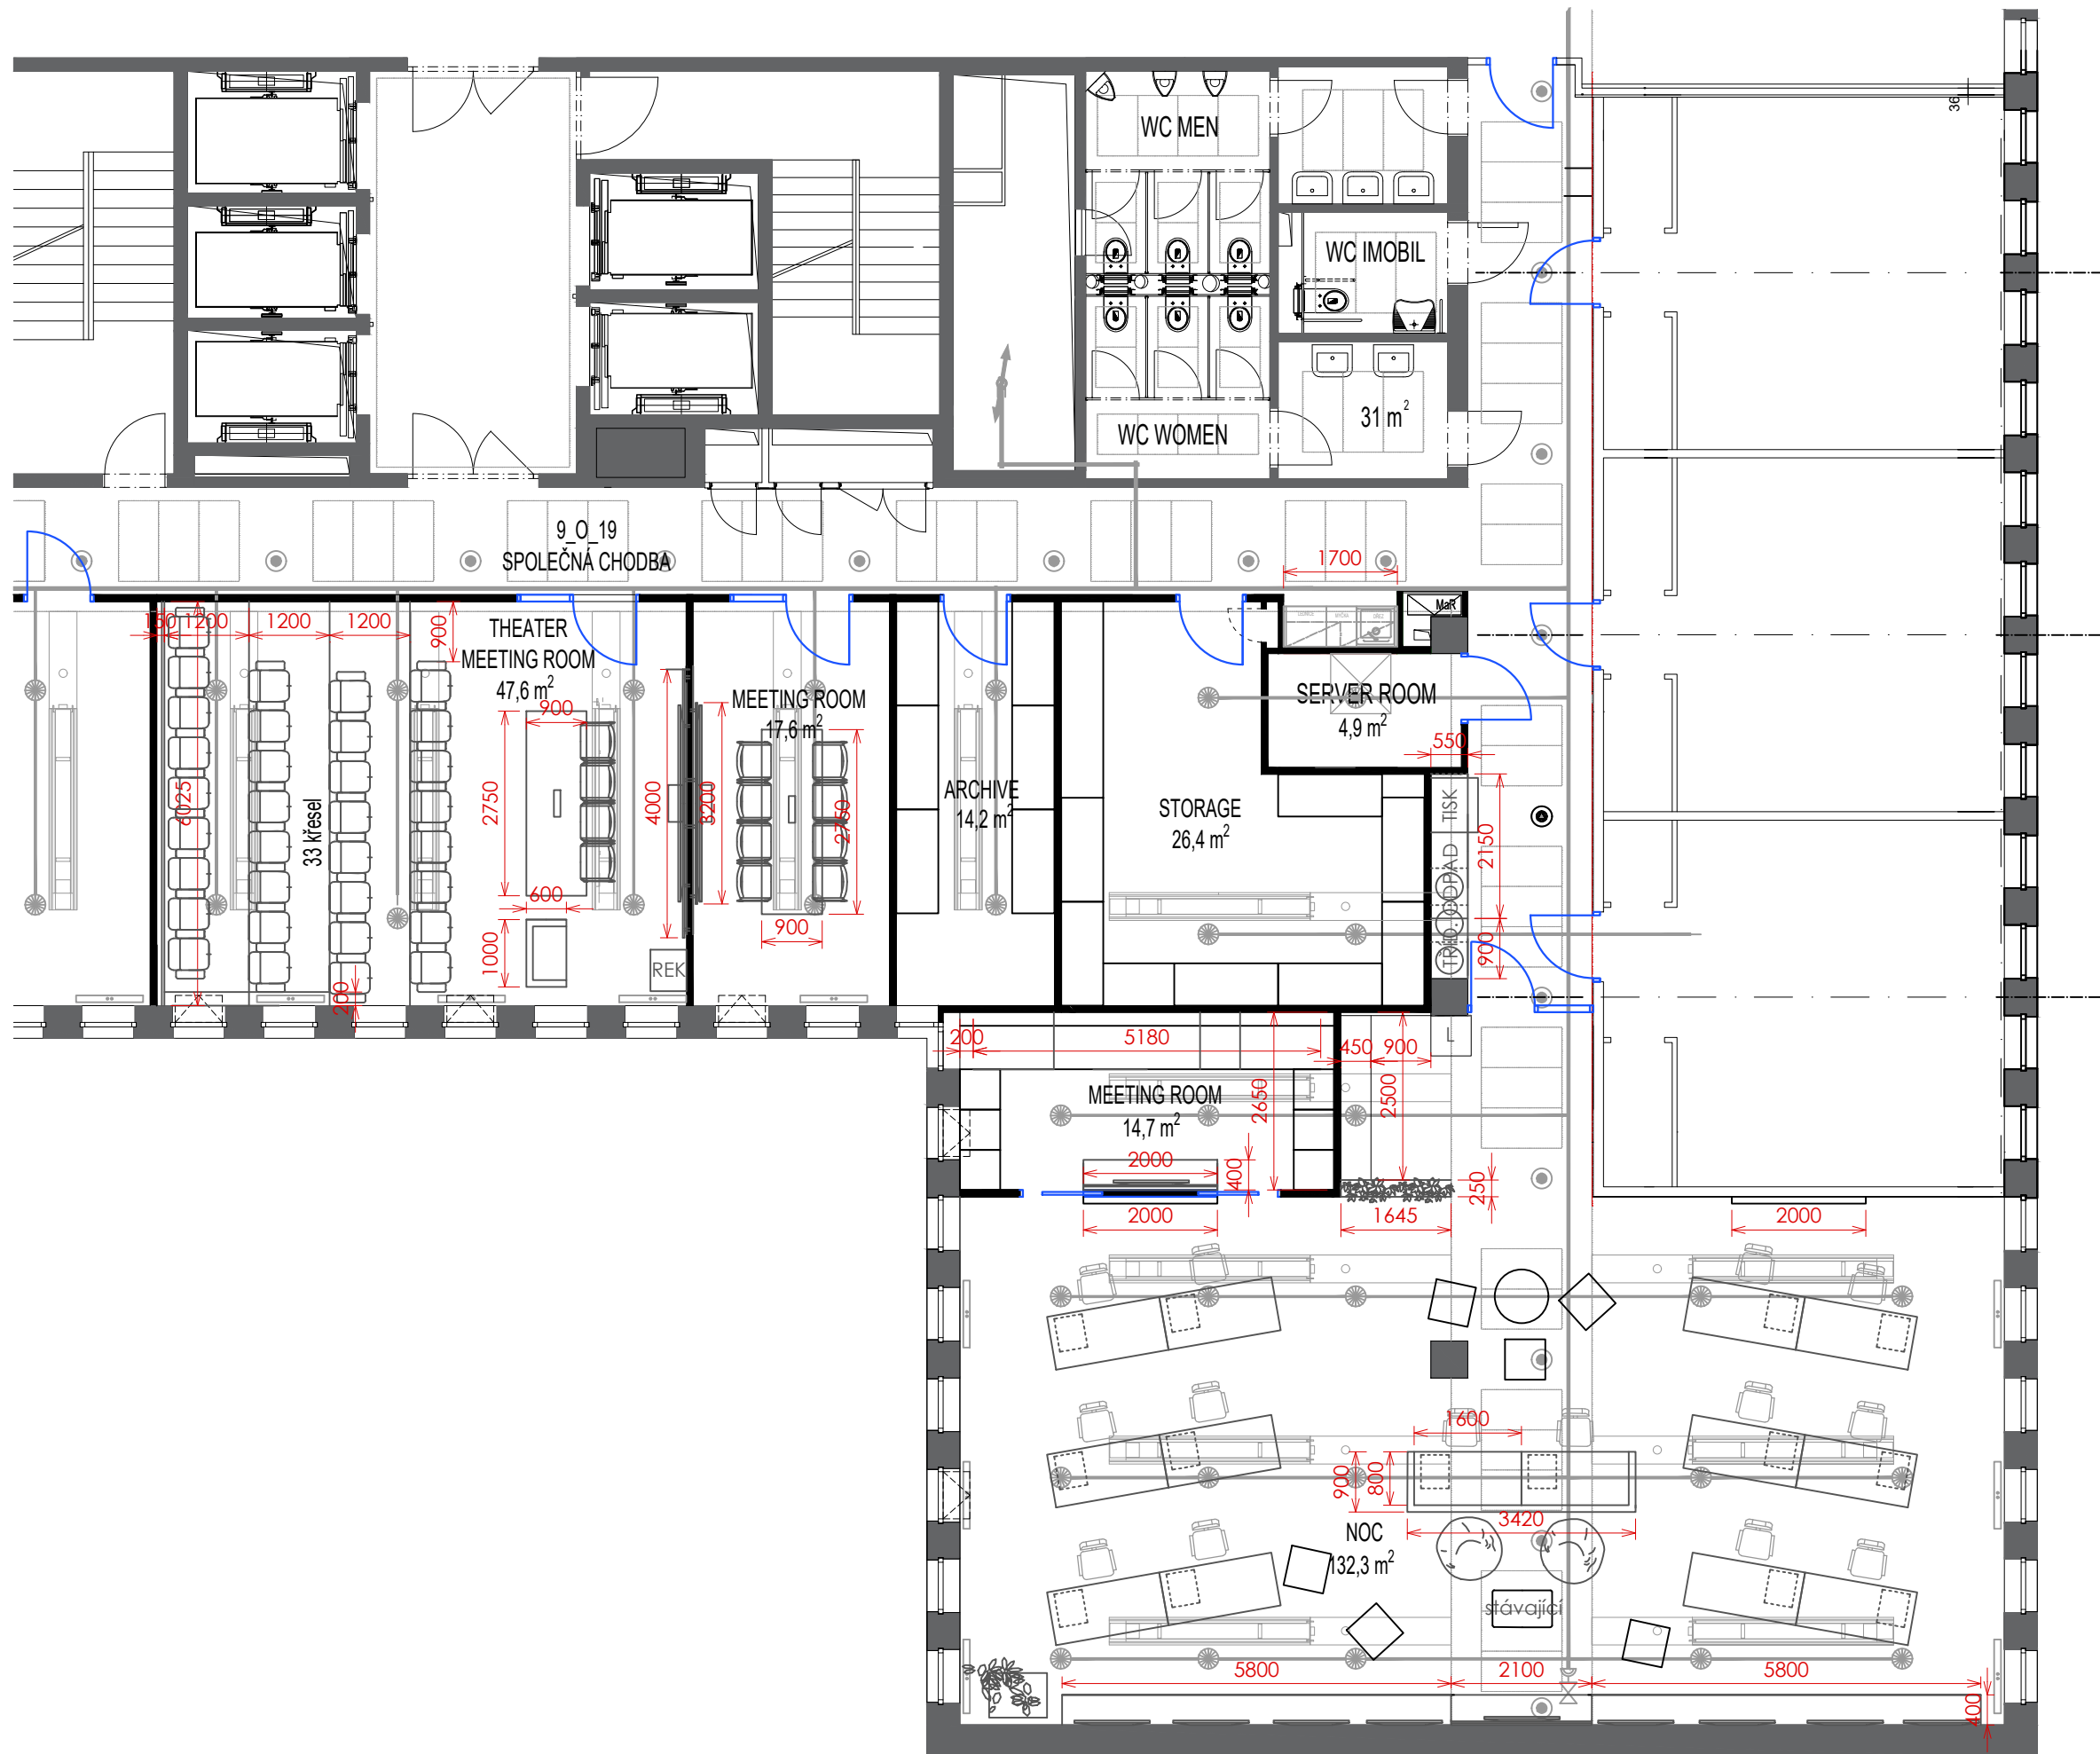 WC MEN
36
WC IMOBIL
31 m²
WC WOMEN
9_O_19
SPOLEČNÁ CHODBA
1700
MaR
150
1200
1200
1200
900
THEATER
MEETING ROOM
47,6 m²
900
MEETING ROOM
17,6 m²
SERVER ROOM
4,9 m²
550
6025
33 křesel
2750
4000
3200
2750
ARCHIVE
14,2 m²
STORAGE
26,4 m²
TISK
2150
TŘÍD. ODPAD
900
600
1000
900
REK
200
200
5180
450
900
L
MEETING ROOM
14,7 m²
2650
2500
2000
400
250
2000
1645
2000
1600
900
800
3420
NOC
132,3 m²
stávající
5800
2100
5800
400